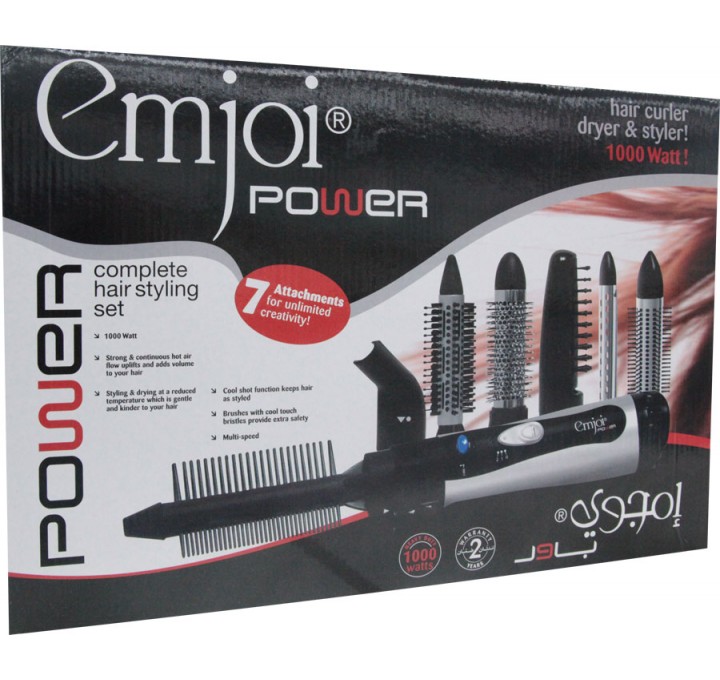 emjoi®
POWER
hair curler
dryer & styler!
1000 Watt!
POWER
complete
hair styling
set
7 Attachments
for unlimited
creativity!
1000 Watt
Strong & continuous hot air
flow uplifts and adds volume
to your hair
Styling & drying at a reduced
temperature which is gentle
and kinder to your hair
Cool shot function keeps hair
as styled
Brushes with cool touch
bristles provide extra safety
Multi-speed
emjoi
POWER
إمجوي®
باور
1000
watts
WARRANTY
2
YEARS